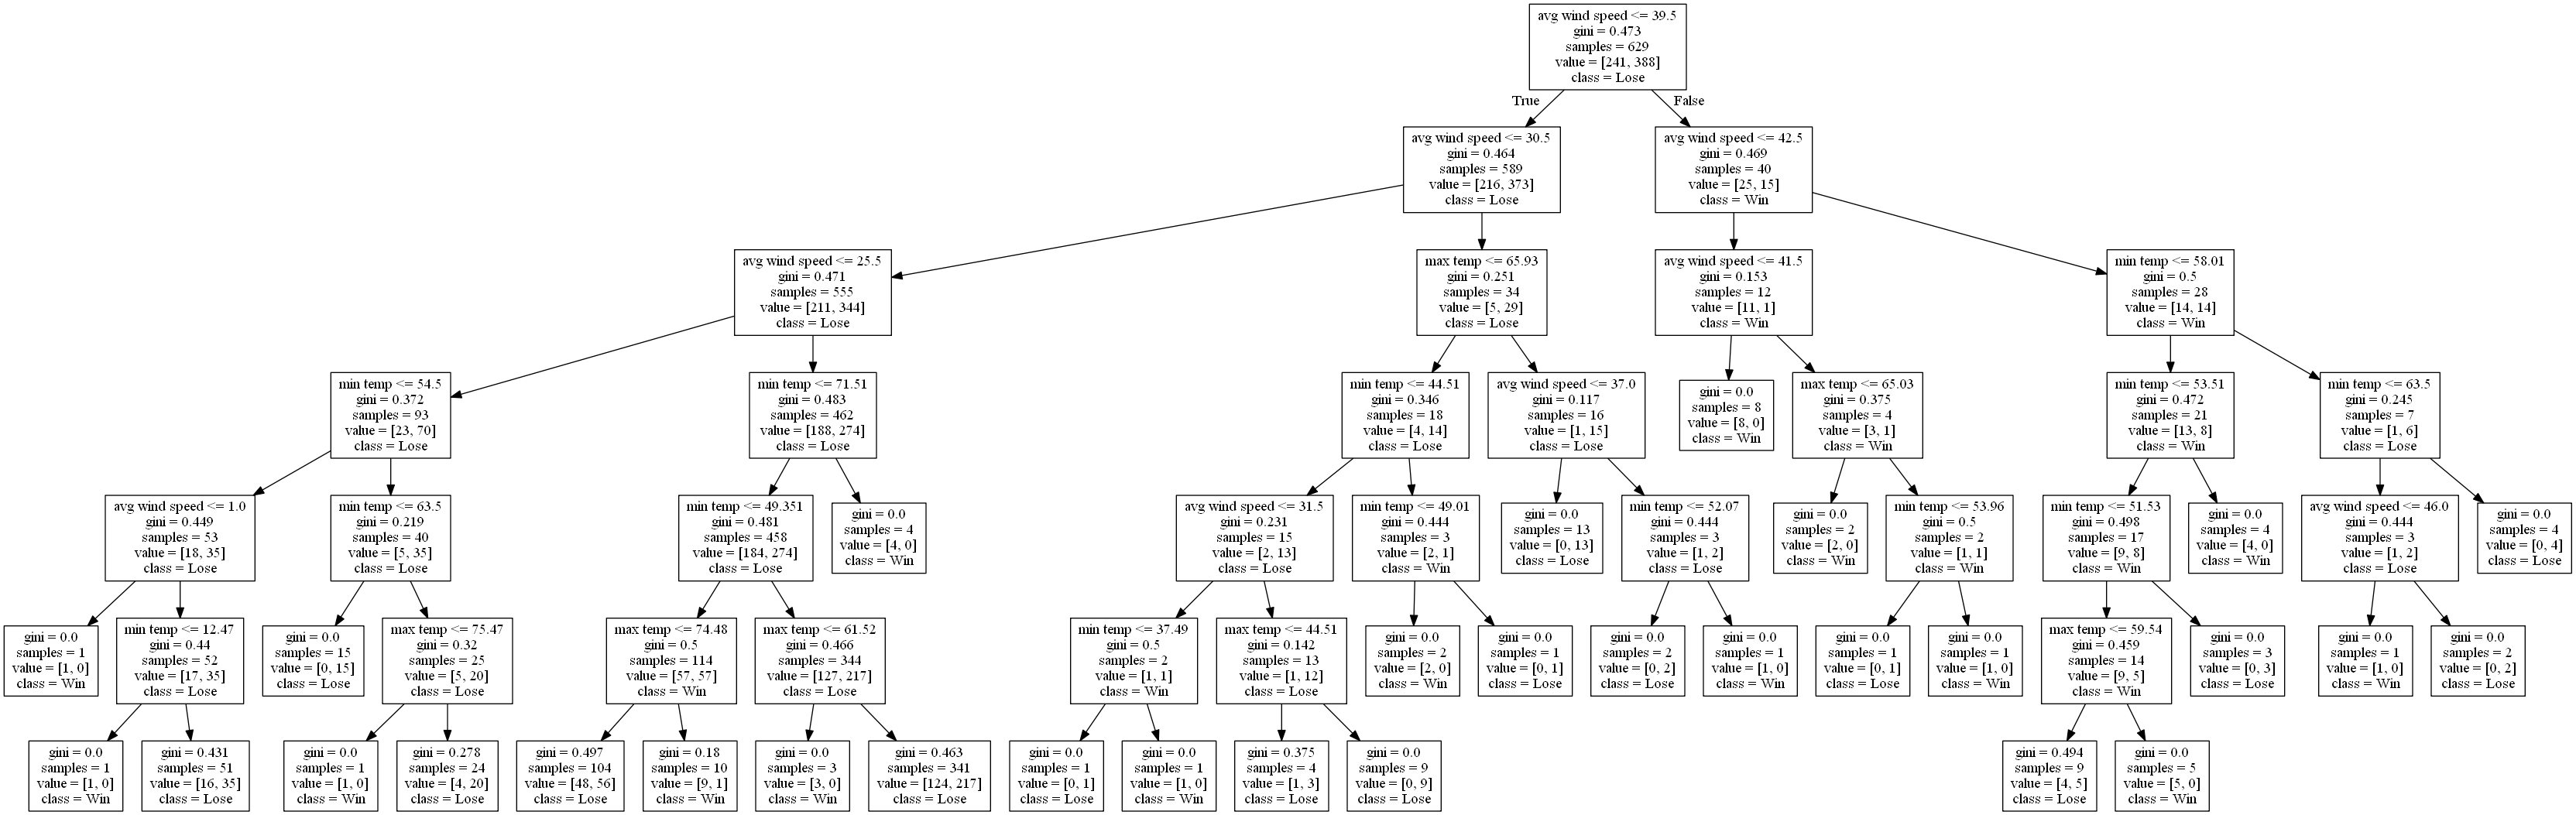 avg wind speed <= 39.5
gini = 0.473
samples = 629
value = [241, 388]
class = Lose
True
False
avg wind speed <= 30.5
gini = 0.464
samples = 589
value = [216, 373]
class = Lose
avg wind speed <= 42.5
gini = 0.469
samples = 40
value = [25, 15]
class = Win
avg wind speed <= 25.5
gini = 0.471
samples = 555
value = [211, 344]
class = Lose
max temp <= 65.93
gini = 0.251
samples = 34
value = [5, 29]
class = Lose
avg wind speed <= 41.5
gini = 0.153
samples = 12
value = [11, 1]
class = Win
min temp <= 58.01
gini = 0.5
samples = 28
value = [14, 14]
class = Win
min temp <= 54.5
gini = 0.372
samples = 93
value = [23, 70]
class = Lose
min temp <= 71.51
gini = 0.483
samples = 462
value = [188, 274]
class = Lose
min temp <= 44.51
gini = 0.346
samples = 18
value = [4, 14]
class = Lose
avg wind speed <= 37.0
gini = 0.117
samples = 16
value = [1, 15]
class = Lose
gini = 0.0
samples = 8
value = [8, 0]
class = Win
max temp <= 65.03
gini = 0.375
samples = 4
value = [3, 1]
class = Win
min temp <= 53.51
gini = 0.472
samples = 21
value = [13, 8]
class = Win
min temp <= 63.5
gini = 0.245
samples = 7
value = [1, 6]
class = Lose
avg wind speed <= 1.0
gini = 0.449
samples = 53
value = [18, 35]
class = Lose
min temp <= 63.5
gini = 0.219
samples = 40
value = [5, 35]
class = Lose
min temp <= 49.351
gini = 0.481
samples = 458
value = [184, 274]
class = Lose
gini = 0.0
samples = 4
value = [4, 0]
class = Win
avg wind speed <= 31.5
gini = 0.231
samples = 15
value = [2, 13]
class = Lose
min temp <= 49.01
gini = 0.444
samples = 3
value = [2, 1]
class = Win
gini = 0.0
samples = 13
value = [0, 13]
class = Lose
min temp <= 52.07
gini = 0.444
samples = 3
value = [1, 2]
class = Lose
gini = 0.0
samples = 2
value = [2, 0]
class = Win
min temp <= 53.96
gini = 0.5
samples = 2
value = [1, 1]
class = Win
min temp <= 51.53
gini = 0.498
samples = 17
value = [9, 8]
class = Win
gini = 0.0
samples = 4
value = [4, 0]
class = Win
avg wind speed <= 46.0
gini = 0.444
samples = 3
value = [1, 2]
class = Lose
gini = 0.0
samples = 4
value = [0, 4]
class = Lose
gini = 0.0
samples = 1
value = [1, 0]
class = Win
min temp <= 12.47
gini = 0.44
samples = 52
value = [17, 35]
class = Lose
gini = 0.0
samples = 15
value = [0, 15]
class = Lose
max temp <= 75.47
gini = 0.32
samples = 25
value = [5, 20]
class = Lose
max temp <= 74.48
gini = 0.5
samples = 114
value = [57, 57]
class = Win
max temp <= 61.52
gini = 0.466
samples = 344
value = [127, 217]
class = Lose
min temp <= 37.49
gini = 0.5
samples = 2
value = [1, 1]
class = Win
max temp <= 44.51
gini = 0.142
samples = 13
value = [1, 12]
class = Lose
gini = 0.0
samples = 2
value = [2, 0]
class = Win
gini = 0.0
samples = 1
value = [0, 1]
class = Lose
gini = 0.0
samples = 2
value = [0, 2]
class = Lose
gini = 0.0
samples = 1
value = [1, 0]
class = Win
gini = 0.0
samples = 1
value = [0, 1]
class = Lose
gini = 0.0
samples = 1
value = [1, 0]
class = Win
max temp <= 59.54
gini = 0.459
samples = 14
value = [9, 5]
class = Win
gini = 0.0
samples = 3
value = [0, 3]
class = Lose
gini = 0.0
samples = 1
value = [1, 0]
class = Win
gini = 0.0
samples = 2
value = [0, 2]
class = Lose
gini = 0.0
samples = 1
value = [1, 0]
class = Win
gini = 0.431
samples = 51
value = [16, 35]
class = Lose
gini = 0.0
samples = 1
value = [1, 0]
class = Win
gini = 0.278
samples = 24
value = [4, 20]
class = Lose
gini = 0.497
samples = 104
value = [48, 56]
class = Lose
gini = 0.18
samples = 10
value = [9, 1]
class = Win
gini = 0.0
samples = 3
value = [3, 0]
class = Win
gini = 0.463
samples = 341
value = [124, 217]
class = Lose
gini = 0.0
samples = 1
value = [0, 1]
class = Lose
gini = 0.0
samples = 1
value = [1, 0]
class = Win
gini = 0.375
samples = 4
value = [1, 3]
class = Lose
gini = 0.0
samples = 9
value = [0, 9]
class = Lose
gini = 0.494
samples = 9
value = [4, 5]
class = Lose
gini = 0.0
samples = 5
value = [5, 0]
class = Win